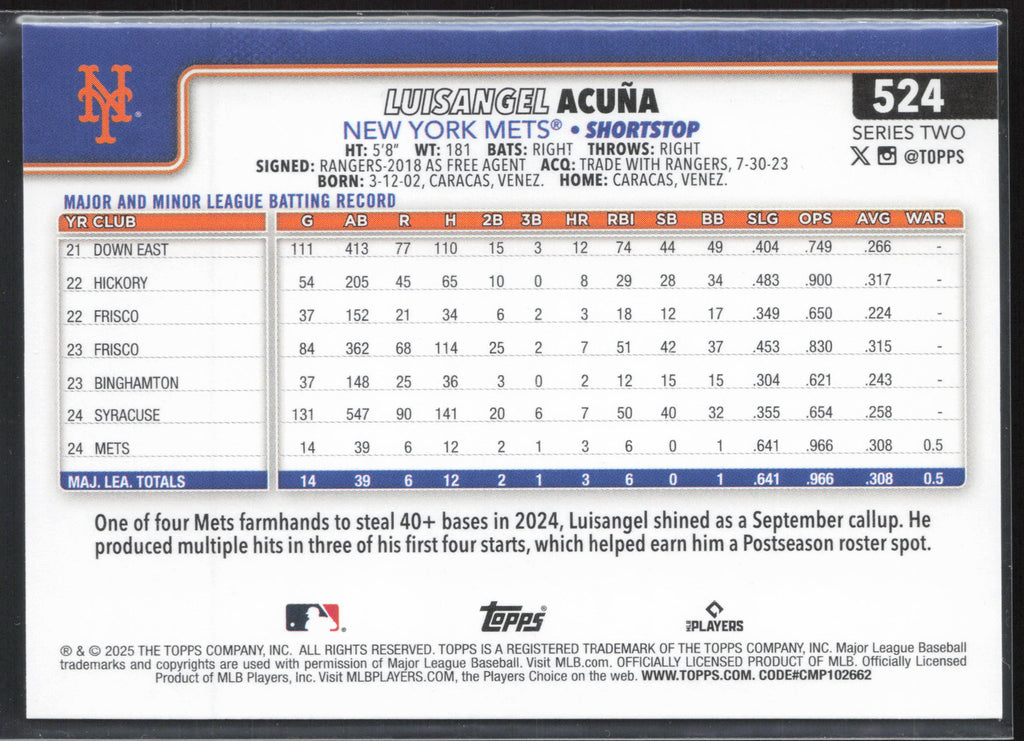 NY
LUISANGEL ACUÑA
524
NEW YORK METS® • SHORTSTOP
SERIES TWO
HT: 5'8" WT: 181 BATS: RIGHT THROWS: RIGHT
@TOPPS
SIGNED: RANGERS-2018 AS FREE AGENT ACQ: TRADE WITH RANGERS, 7-30-23
BORN: 3-12-02, CARACAS, VENEZ. HOME: CARACAS, VENEZ.
MAJOR AND MINOR LEAGUE BATTING RECORD
YR CLUB G AB R H 2B 3B HR RBI SB BB SLG OPS AVG WAR
21 DOWN EAST 111 413 77 110 15 3 12 74 44 49 .404 .749 .266 -
22 HICKORY 54 205 45 65 10 0 8 29 28 34 .483 .900 .317 -
22 FRISCO 37 152 21 34 6 2 3 18 12 17 .349 .650 .224 -
23 FRISCO 84 362 68 114 25 2 7 51 42 37 .453 .830 .315 -
23 BINGHAMTON 37 148 25 36 3 0 2 12 15 15 .304 .621 .243 -
24 SYRACUSE 131 547 90 141 20 6 7 50 40 32 .355 .654 .258 -
24 METS 14 39 6 12 2 1 3 6 0 1 .641 .966 .308 0.5
MAJ. LEA. TOTALS 14 39 6 12 2 1 3 6 0 1 .641 .966 .308 0.5
One of four Mets farmhands to steal 40+ bases in 2024, Luisangel shined as a September callup. He
produced multiple hits in three of his first four starts, which helped earn him a Postseason roster spot.
Topps®
MLB PLAYERS
® & © 2025 THE TOPPS COMPANY, INC. ALL RIGHTS RESERVED. TOPPS IS A REGISTERED TRADEMARK OF THE TOPPS COMPANY, INC. Major League Baseball
trademarks and copyrights are used with permission of Major League Baseball. Visit MLB.com. OFFICIALLY LICENSED PRODUCT OF MLB. Officially Licensed
Product of MLB Players, Inc. Visit MLBPLAYERS.COM, the Players Choice on the web. WWW.TOPPS.COM. CODE#CMP102662